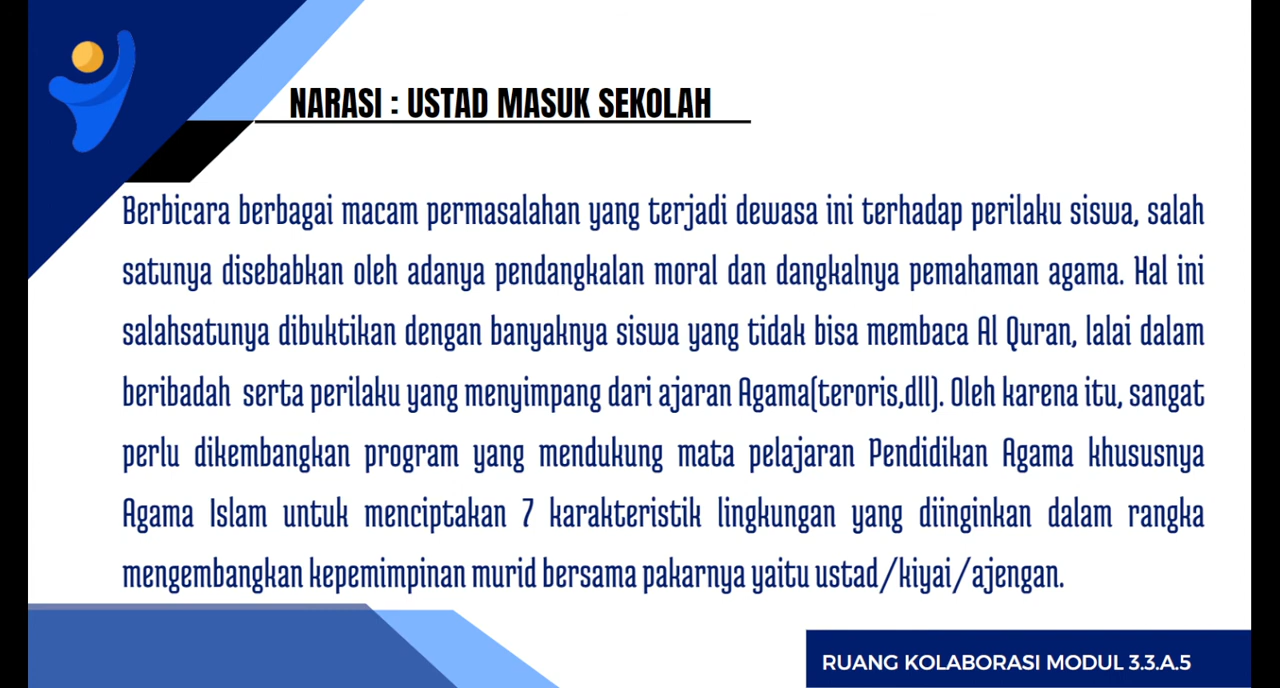 NARASI : USTAD MASUK SEKOLAH
Berbicara berbagai macam permasalahan yang terjadi dewasa ini terhadap perilaku siswa, salah
satunya disebabkan oleh adanya pendangkalan moral dan dangkalnya pemahaman agama. Hal ini
salahsatunya dibuktikan dengan banyaknya siswa yang tidak bisa membaca Al Quran, lalai dalam
beribadah serta perilaku yang menyimpang dari ajaran Agama(teroris,dll). Oleh karena itu, sangat
perlu dikembangkan program yang mendukung mata pelajaran Pendidikan Agama khususnya
Agama Islam untuk menciptakan 7 karakteristik lingkungan yang diinginkan dalam rangka
mengembangkan kepemimpinan murid bersama pakarnya yaitu ustad/kiyai/ajengan.
RUANG KOLABORASI MODUL 3.3.A.5